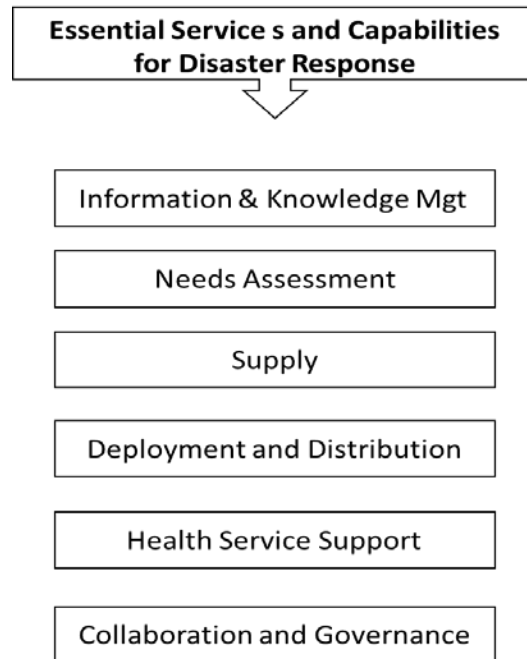 Essential Service s and Capabilities
for Disaster Response
Information & Knowledge Mgt
Needs Assessment
Supply
Deployment and Distribution
Health Service Support
Collaboration and Governance